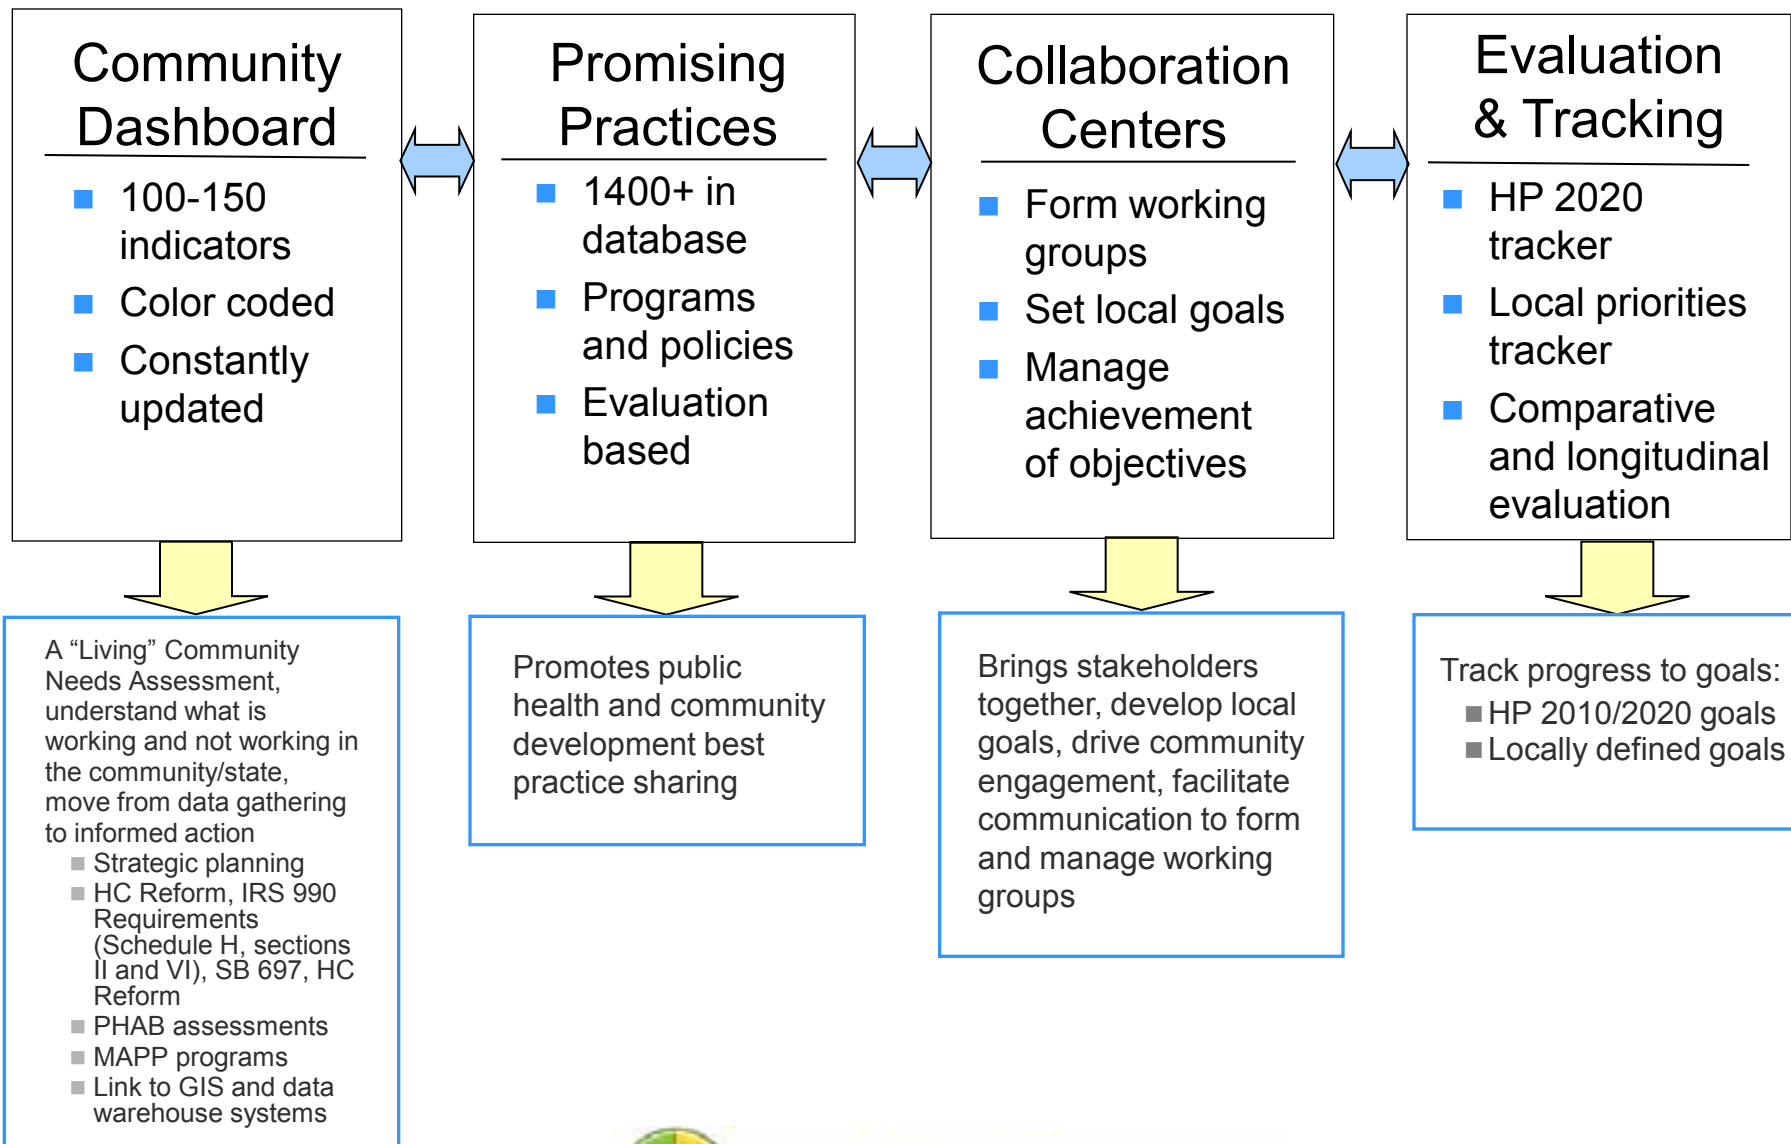 Community
Dashboard
100-150
indicators
Color coded
Constantly
updated
Promising
Practices
1400+ in
database
Programs
and policies
Evaluation
based
Collaboration
Centers
Form working
groups
Set local goals
Manage
achievement
of objectives
Evaluation
& Tracking
HP 2020
tracker
Local priorities
tracker
Comparative
and longitudinal
evaluation
A “Living” Community
Needs Assessment,
understand what is
working and not working in
the community/state,
move from data gathering
to informed action
Strategic planning
HC Reform, IRS 990
Requirements
(Schedule H, sections
II and VI), SB 697, HC
Reform
PHAB assessments
MAPP programs
Link to GIS and data
warehouse systems
Promotes public
health and community
development best
practice sharing
Brings stakeholders
together, develop local
goals, drive community
engagement, facilitate
communication to form
and manage working
groups
Track progress to goals:
HP 2010/2020 goals
Locally defined goals